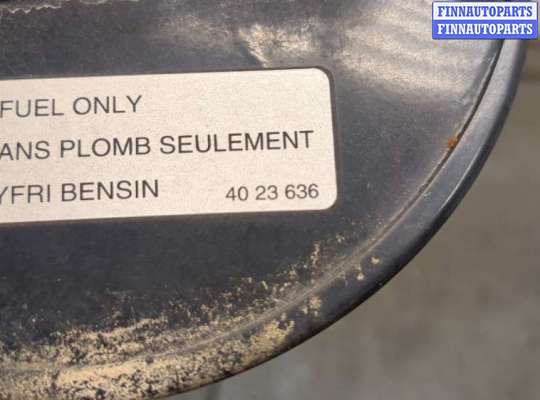 FINNAUTOPARTS
FINNAUTOPARTS
FUEL ONLY
ANS PLOMB SEULEMENT
YFRI BENSIN 40 23 636